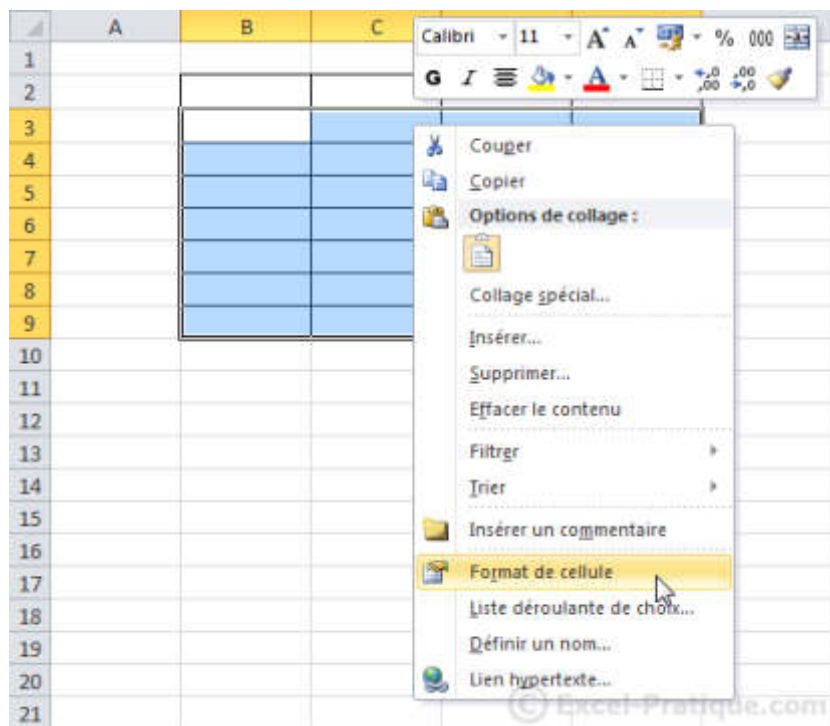 A B C
Calibri 11 A A % 000
G I A ,00 ,00
1
2
3
4
5
6
7
8
9
10
11
12
13
14
15
16
17
18
19
20
21
Couper
Copier
Options de collage :
Collage spécial...
Insérer...
Supprimer...
Effacer le contenu
Filtrer
Trier
Insérer un commentaire
Format de cellule
Liste déroulante de choix...
Définir un nom...
Lien hypertexte...
© Excel-Pratique.com